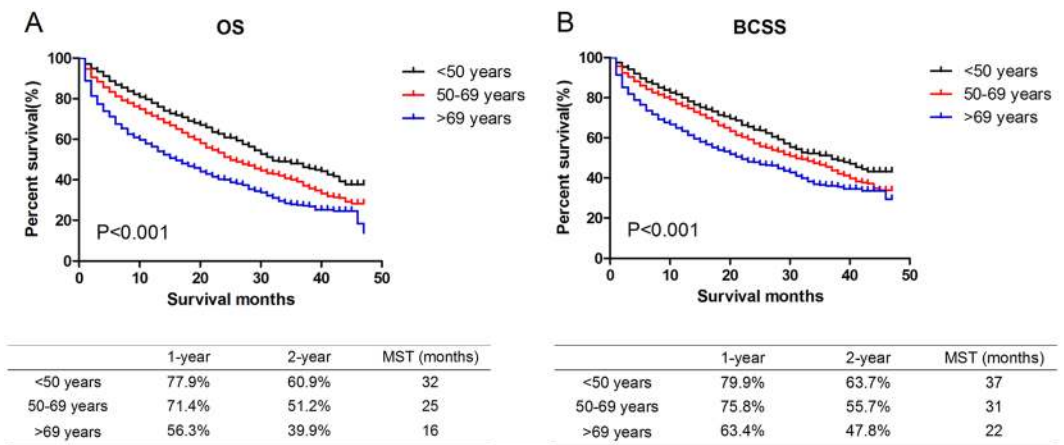 A
OS
Percent survival(%)
100
80
60
40
20
0
0 10 20 30 40 50
Survival months
P<0.001
<50 years
50-69 years
>69 years
1-year 2-year MST (months)
<50 years 77.9% 60.9% 32
50-69 years 71.4% 51.2% 25
>69 years 56.3% 39.9% 16
B
BCSS
Percent survival(%)
100
80
60
40
20
0
0 10 20 30 40 50
Survival months
P<0.001
<50 years
50-69 years
>69 years
1-year 2-year MST (months)
<50 years 79.9% 63.7% 37
50-69 years 75.8% 55.7% 31
>69 years 63.4% 47.8% 22